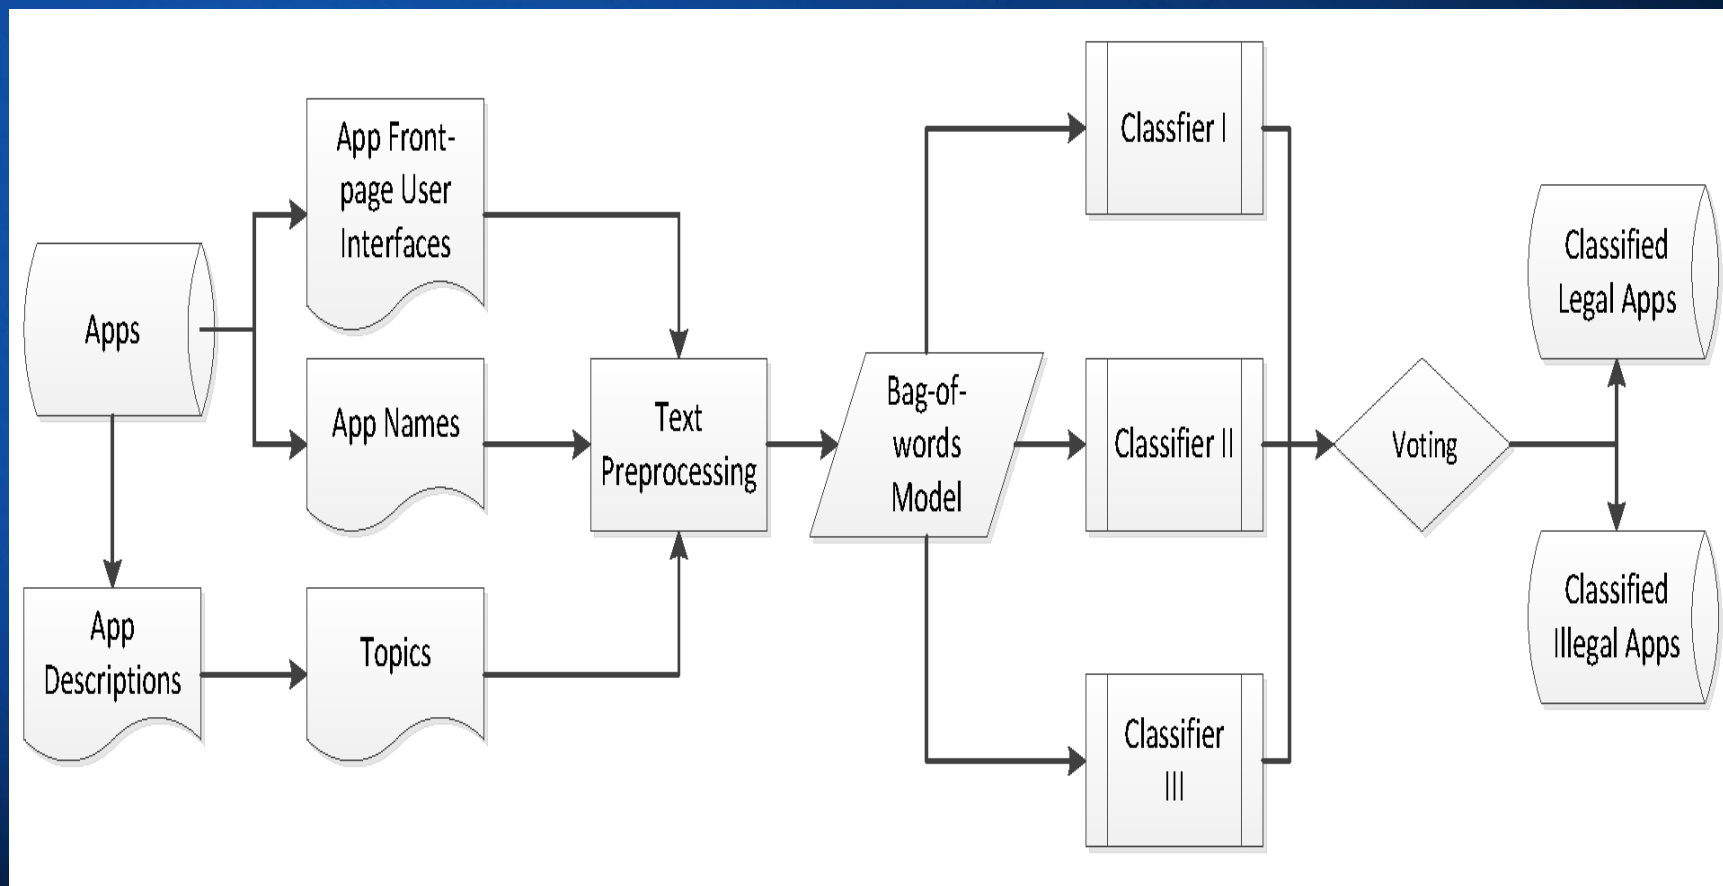 App Front-
page User
Interfaces
Apps
App Names
App
Descriptions
Topics
Text
Preprocessing
Bag-of-
words
Model
Classfier I
Classifier II
Classifier
III
Voting
Classified
Legal Apps
Classified
Illegal Apps